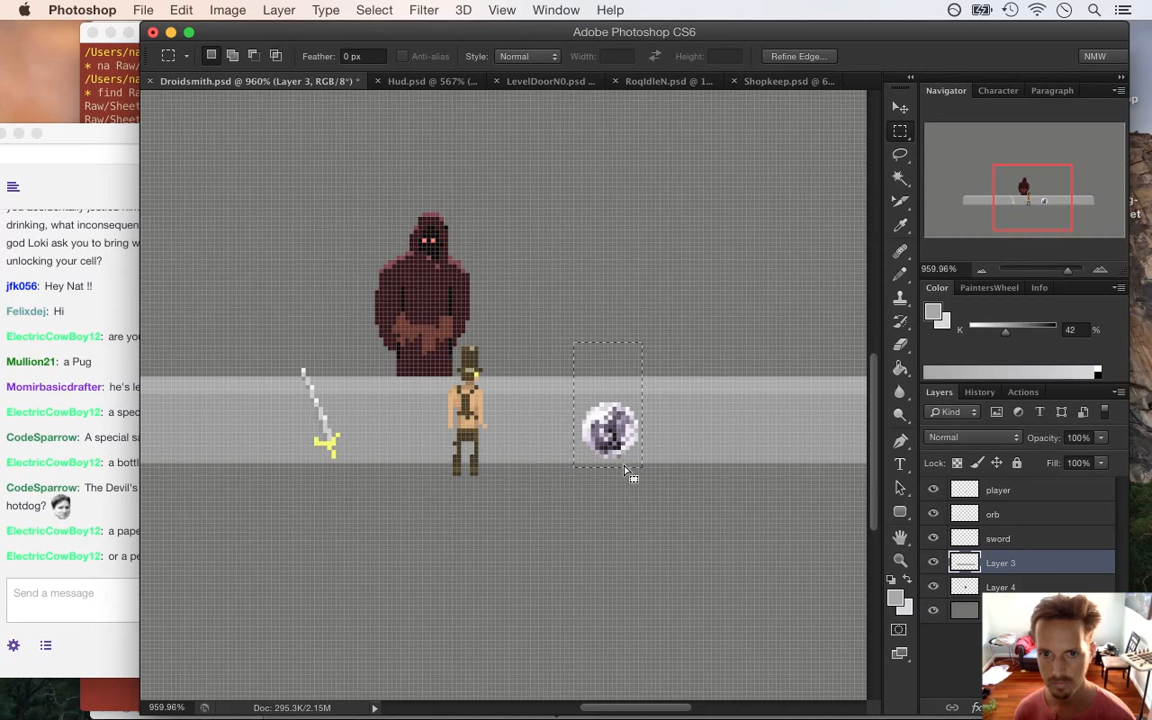 Photoshop File Edit Image Layer Type Select Filter 3D View Window Help
Adobe Photoshop CS6
Feather: 0 px Anti-alias Style: Normal Width: Height: Refine Edge... NMW
Droidsmith.psd @ 960% (Layer 3, RGB/8*) * Hud.psd @ 567% (... LevelDoorN0.psd ... RoqIdleN.psd @ 1... Shopkeep.psd @ 6...
/Users/na
* na Raw/
/Users/na
* find Ra
Raw/Sheet
Raw/She
drinking, what inconsequen
god Loki ask you to bring w
unlocking your cell?
jfk056: Hey Nat !!
Felixdej: Hi
ElectricCowBoy12: are you
Mullion21: a Pug
Momirbasicdrafter: he's le
ElectricCowBoy12: a spec
CodeSparrow: A special sa
ElectricCowBoy12: a bottl
CodeSparrow: The Devil's
hotdog?
ElectricCowBoy12: a pape
ElectricCowBoy12: or a pe
Send a message
Navigator Character Paragraph
959.96%
Color PaintersWheel Info
K 42 %
Layers History Actions
Kind
Normal Opacity: 100%
Lock: Fill: 100%
player
orb
sword
Layer 3
Layer 4
fx
959.96% Doc: 295.3K/2.15M